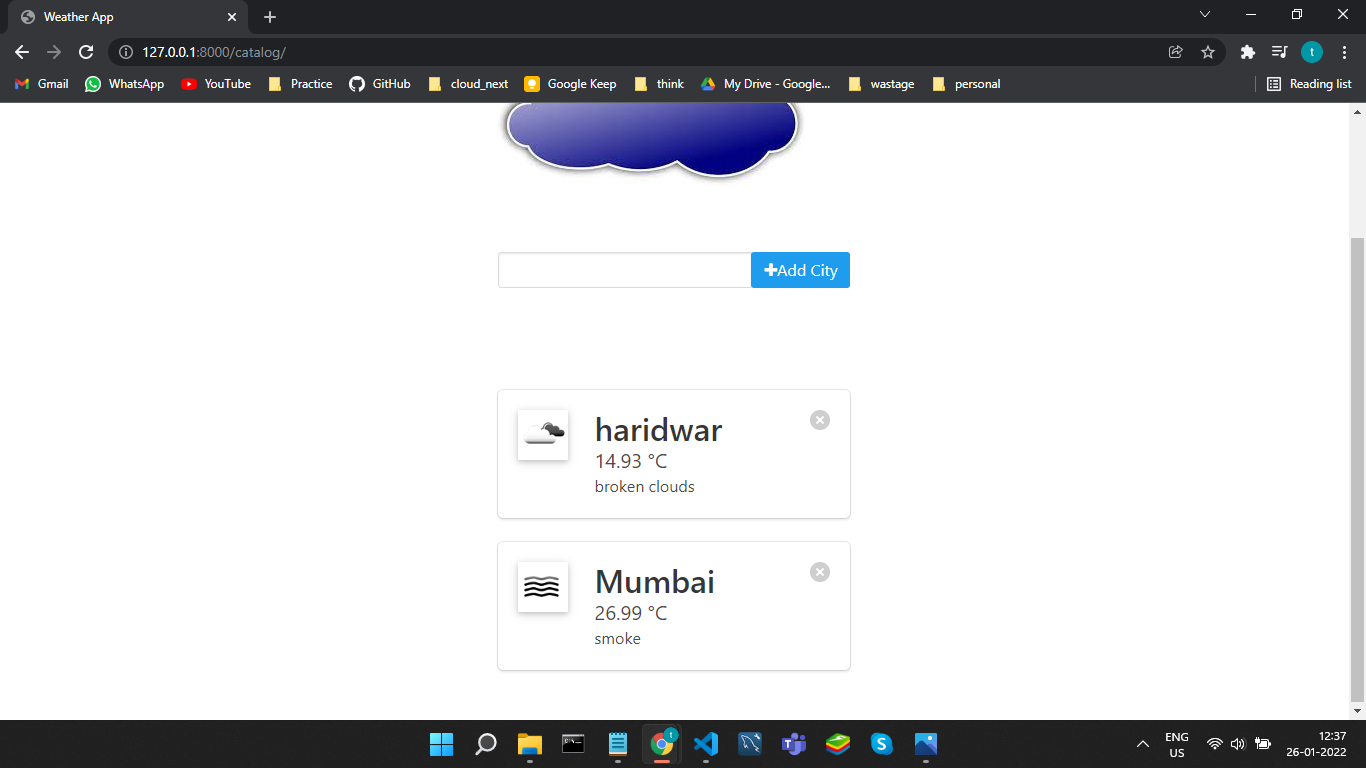 Weather App
127.0.0.1:8000/catalog/
t
Gmail WhatsApp YouTube Practice GitHub cloud_next Google Keep think My Drive - Google... wastage personal Reading list
Add City
haridwar
14.93 °C
broken clouds
Mumbai
26.99 °C
smoke
t
ENG
US
12:37
26-01-2022